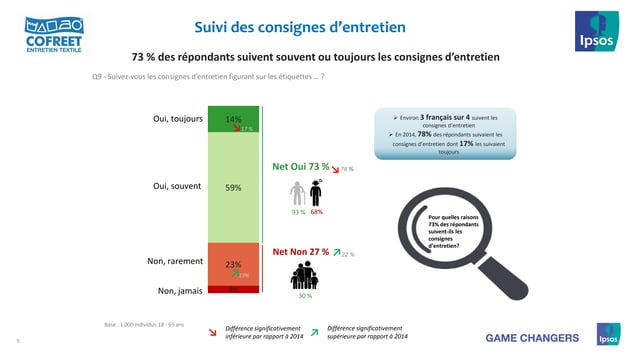 COFREET
ENTRETIEN TEXTILE
Suivi des consignes d’entretien
Ipsos
73 % des répondants suivent souvent ou toujours les consignes d’entretien
Q9 - Suivez-vous les consignes d’entretien figurant sur les étiquettes … ?
Oui, toujours
14%
17 %
Oui, souvent
59%
Non, rarement
23%
19%
Non, jamais
Net Oui 73 %
78 %
93 %
68%
Net Non 27 %
22 %
30 %
➢ Environ 3 français sur 4 suivent les
consignes d’entretien
➢ En 2014, 78% des répondants suivaient les
consignes d’entretien dont 17% les suivaient
toujours
Pour quelles raisons
73% des répondants
suivent-ils les
consignes
d’entretien?
Base : 1 000 individus 18 - 65 ans
Différence significativement
inférieure par rapport à 2014
Différence significativement
supérieure par rapport à 2014
9
GAME CHANGERS
Ipsos